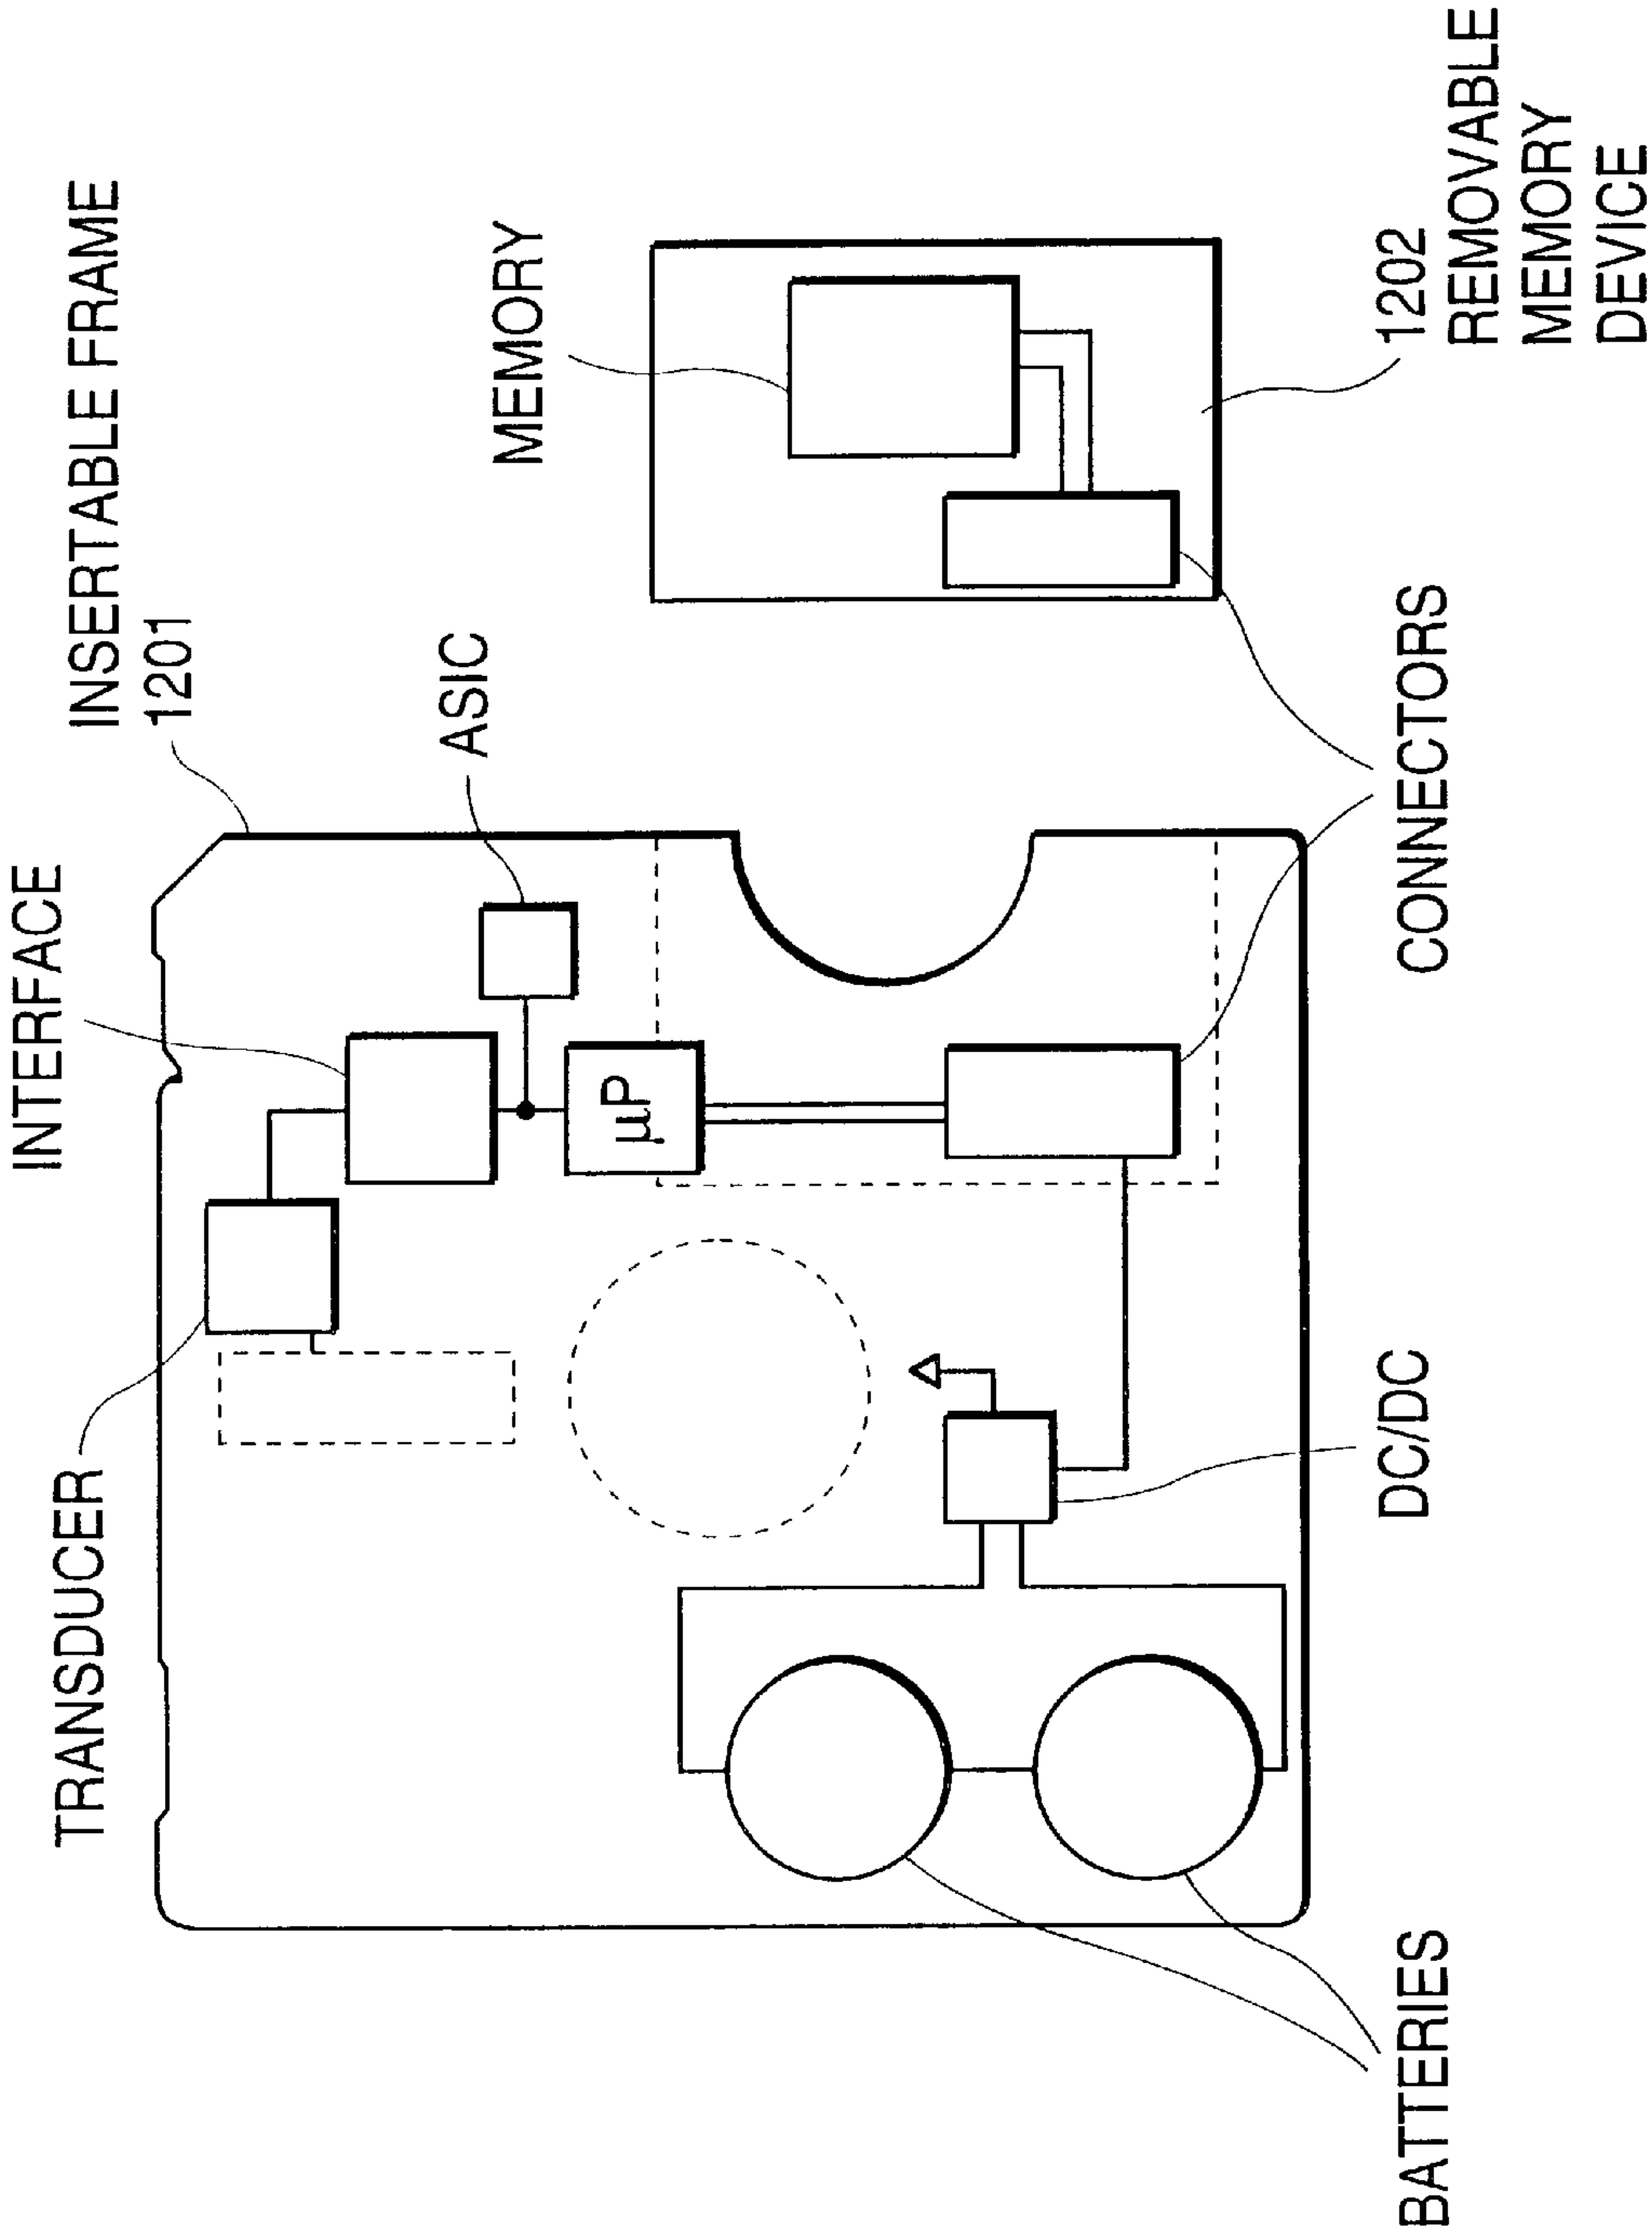 INSERTABLE FRAME
1201
INTERFACE
TRANSDUCER
ASIC
MEMORY
µP
1202
REMOVABLE
MEMORY
DEVICE
CONNECTORS
DC/DC
BATTERIES